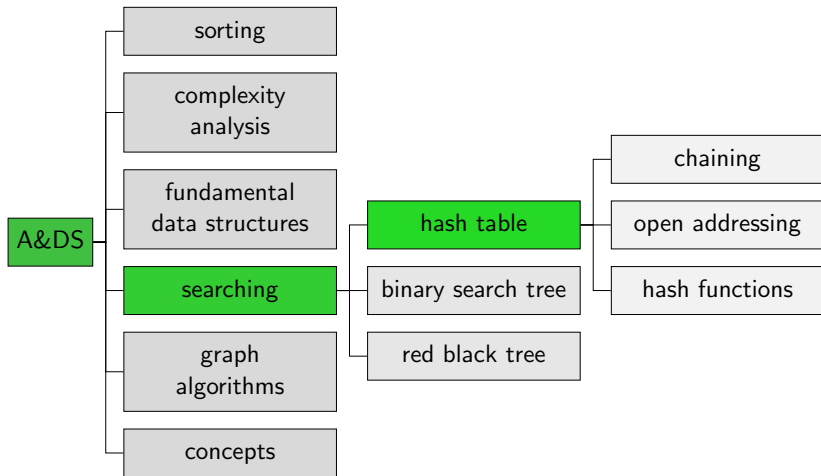 sorting
complexity
analysis
fundamental
data structures
A&DS
searching
graph
algorithms
concepts
hash table
binary search tree
red black tree
chaining
open addressing
hash functions